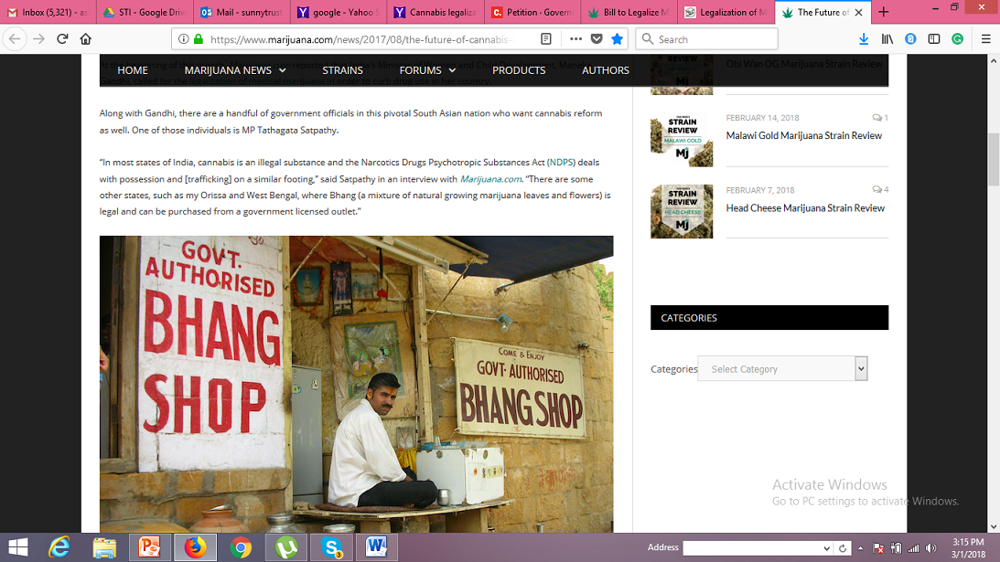 Inbox (5,321) - as
STI - Google Driv
Mail - sunnytrust
google - Yahoo S
Cannabis legaliza
Petition - Govern
Bill to Legalize M
Legalization of M
The Future of
https://www.marijuana.com/news/2017/08/the-future-of-cannabis-
Search
HOME MARIJUANA NEWS STRAINS FORUMS PRODUCTS AUTHORS
Gandhi, called for the legalization of medical marijuana in order to curb drug use in her country.
Along with Gandhi, there are a handful of government officials in this pivotal South Asian nation who want cannabis reform
as well. One of those individuals is MP Tathagata Satpathy.
“In most states of India, cannabis is an illegal substance and the Narcotics Drugs Psychotropic Substances Act (NDPS) deals
with possession and [trafficking] on a similar footing,” said Satpathy in an interview with Marijuana.com. “There are some
other states, such as my Orissa and West Bengal, where Bhang (a mixture of natural growing marijuana leaves and flowers) is
legal and can be purchased from a government licensed outlet.”
GOVT.
AUTHORISED
BHANG
SHOP
COME & ENJOY
GOVT. AUTHORISED
BHANG SHOP
Obi Wan OG Marijuana Strain Review
FEBRUARY 14, 2018 1
Malawi Gold Marijuana Strain Review
STRAIN
REVIEW
MALAWI GOLD
Mj
FEBRUARY 7, 2018 4
Head Cheese Marijuana Strain Review
STRAIN
REVIEW
HEAD CHEESE
Mj
CATEGORIES
Categories Select Category
Activate Windows
Go to PC settings to activate Windows.
Address
3:15 PM
3/1/2018